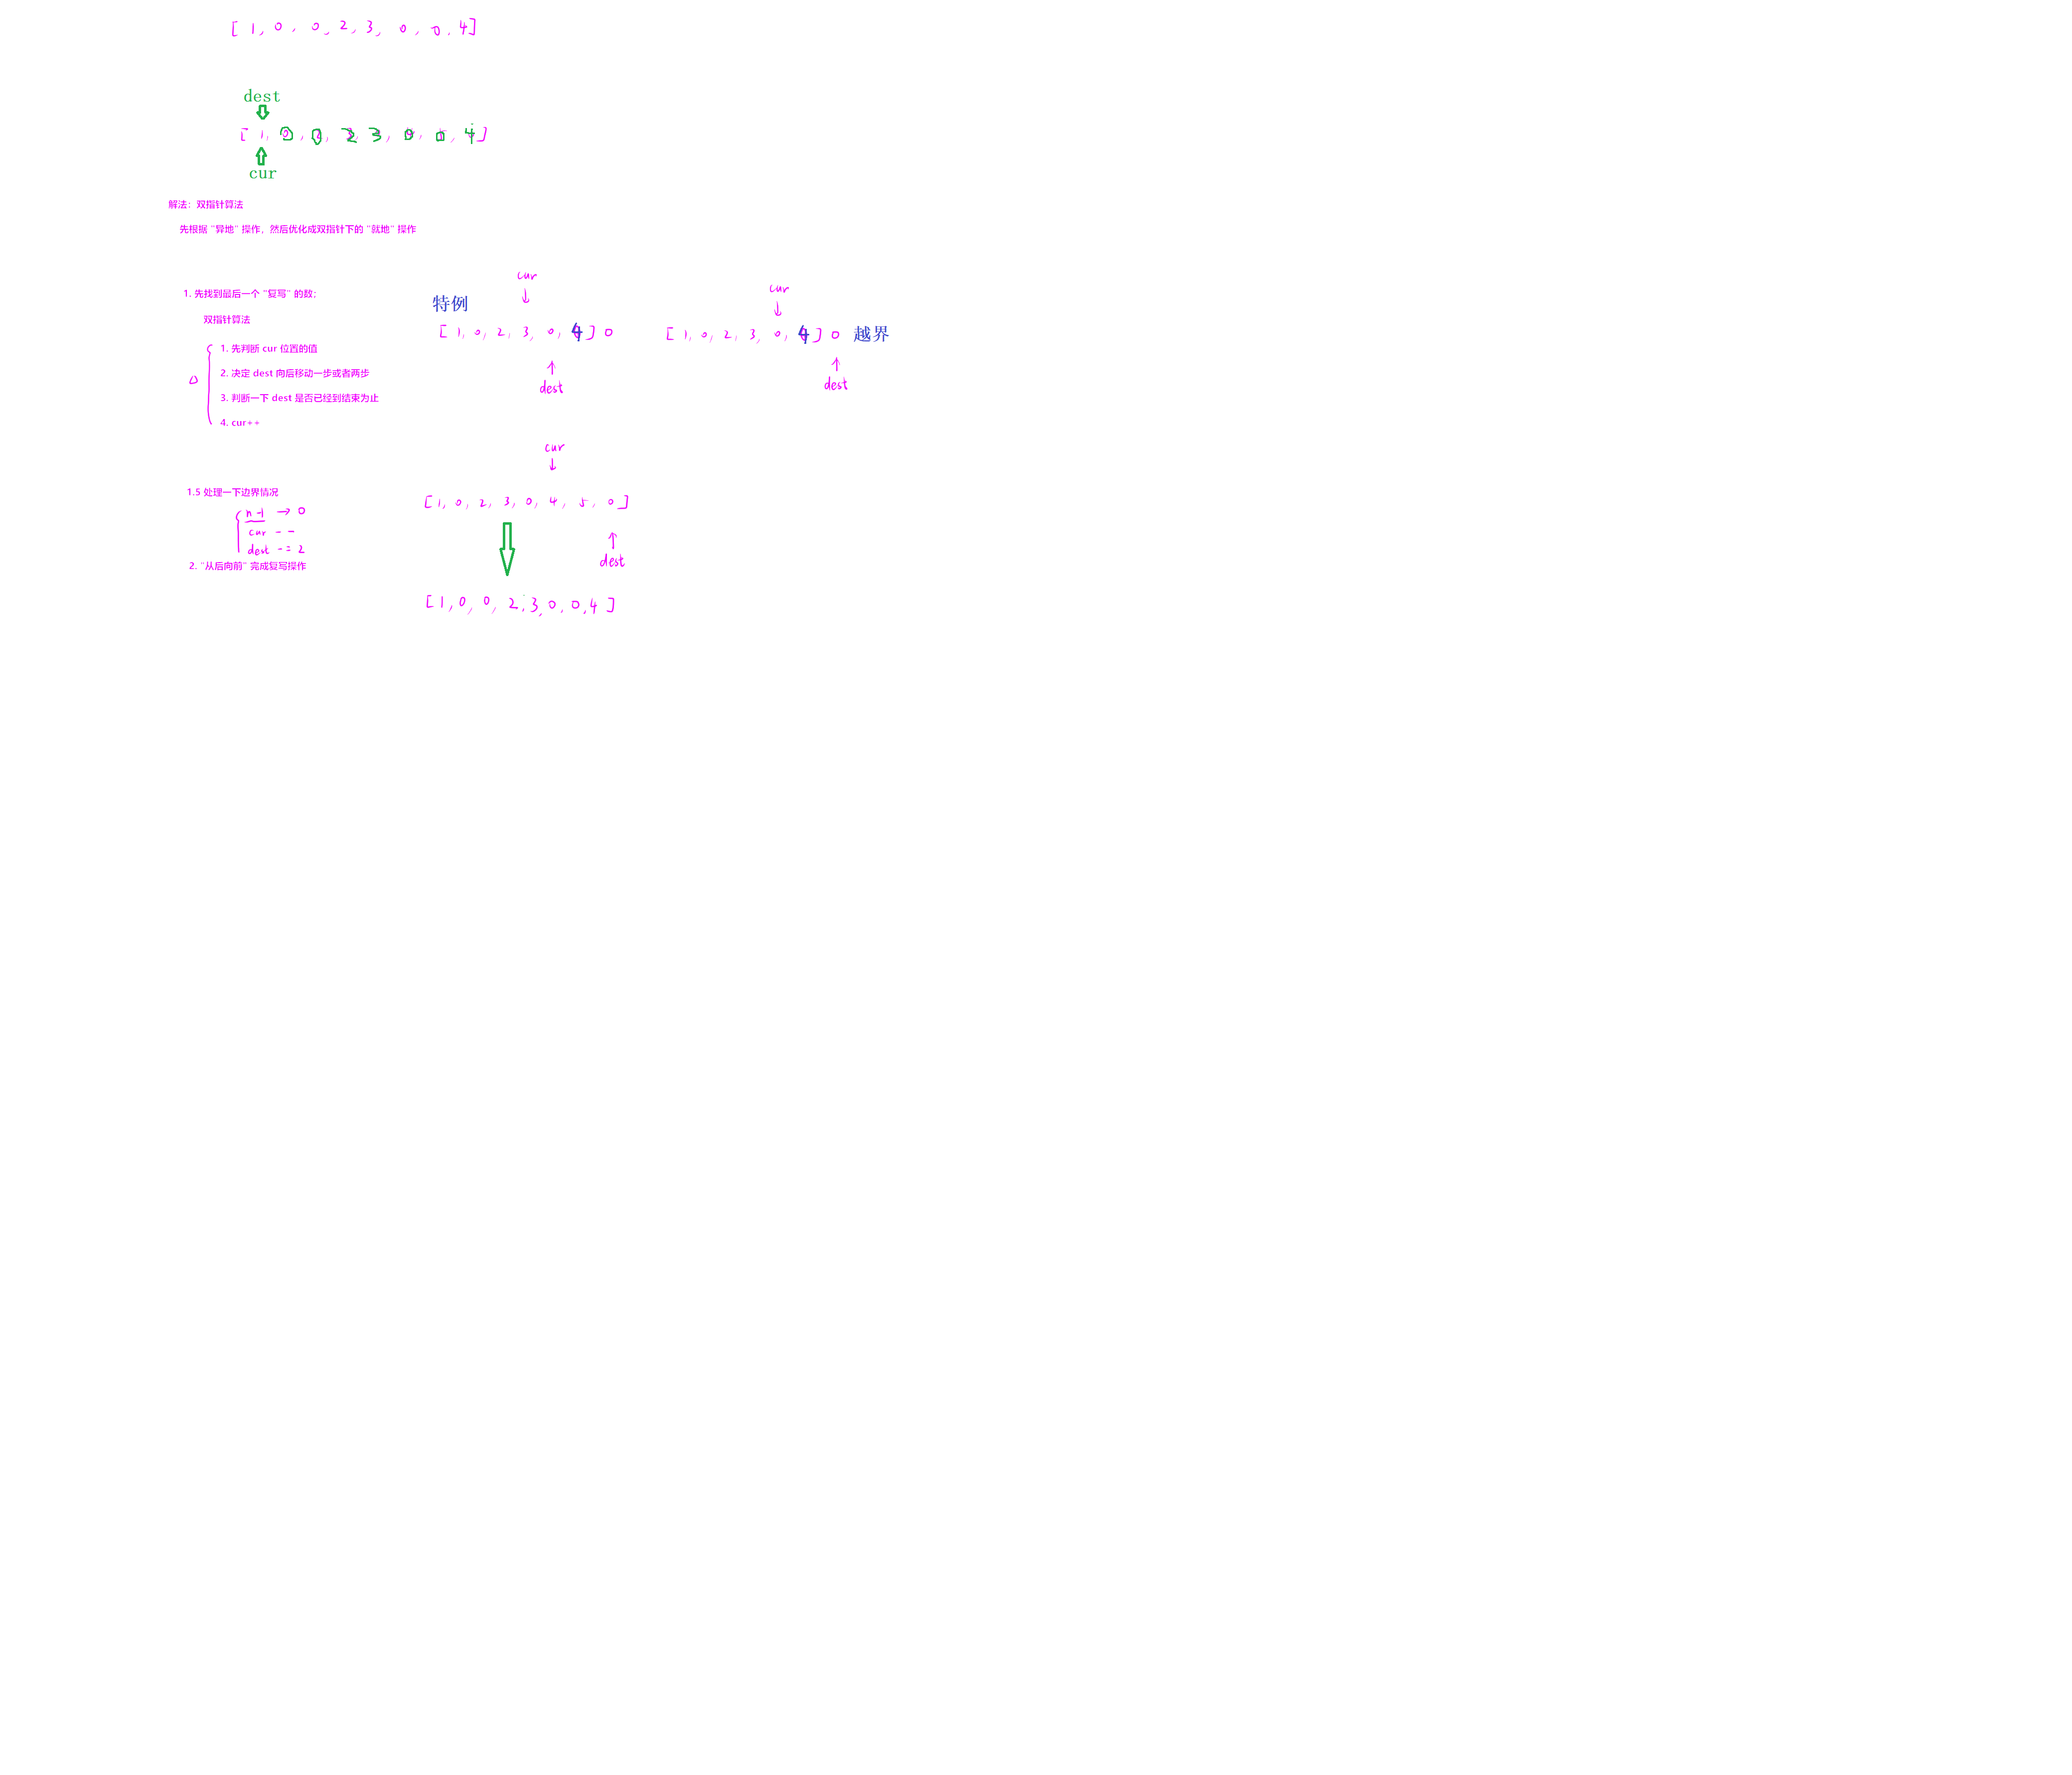 [ 1, 0, 0, 2, 3, 0, 0, 4]
dest
[ 1, 0, 0, 2, 3, 0, 0, 4]
cur
解法：双指针算法
先根据 "异地" 操作，然后优化成双指针下的 "就地" 操作
1. 先找到最后一个 "复写" 的数；
双指针算法
0
1. 先判断 cur 位置的值
2. 决定 dest 向后移动一步或者两步
3. 判断一下 dest 是否已经到结束为止
4. cur++
特例
cur
[ 1, 0, 2, 3, 0, 4] 0
dest
cur
[ 1, 0, 2, 3, 0, 4] 0 越界
dest
1.5 处理一下边界情况
n-1 → 0
cur --
dest -= 2
2. "从后向前" 完成复写操作
cur
[1, 0, 2, 3, 0, 4, 5, 0]
dest
[1, 0, 0, 2, 3, 0, 0, 4]